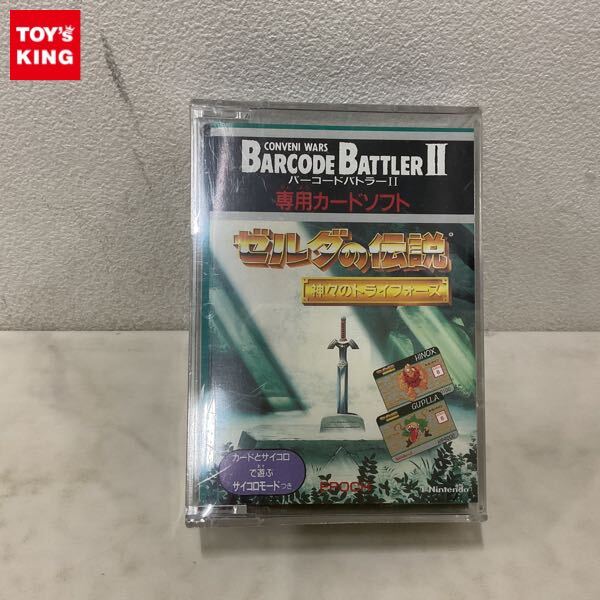 TOY's
KING
CONVENI WARS
BARCODE BATTLER II
バーコードバトラーII
専用カードソフト
ゼルダの伝説
神々のトライフォース
HINOX
GUPLLA
カードとサイコロ
で遊ぶ
サイコロモードつき
EPOCH
Nintendo